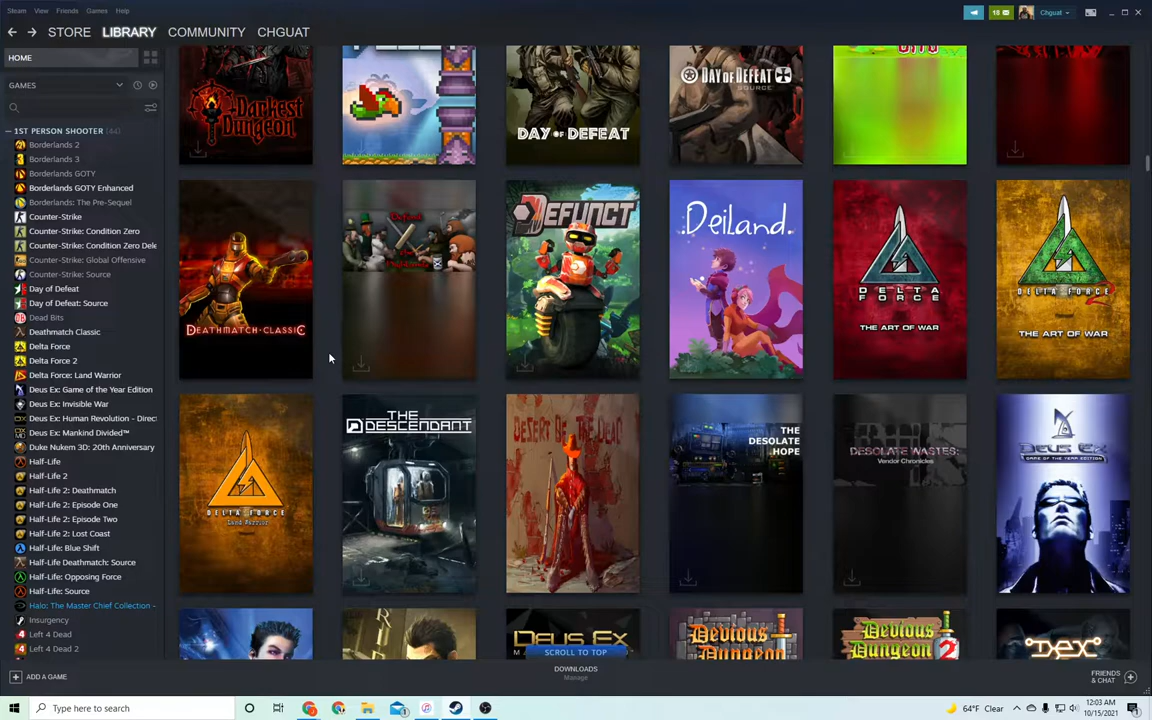 Steam View Friends Games Help
18
Chguat
STORE LIBRARY COMMUNITY CHGUAT
HOME
GAMES
1ST PERSON SHOOTER (44)
Borderlands 2
Borderlands 3
Borderlands GOTY
Borderlands GOTY Enhanced
Borderlands: The Pre-Sequel
Counter-Strike
Counter-Strike: Condition Zero
Counter-Strike: Condition Zero Dele
Counter-Strike: Global Offensive
Counter-Strike: Source
Day of Defeat
Day of Defeat: Source
Dead Bits
Deathmatch Classic
Delta Force
Delta Force 2
Delta Force: Land Warrior
Deus Ex: Game of the Year Edition
Deus Ex: Invisible War
Deus Ex: Human Revolution - Direc
Deus Ex: Mankind Divided™
Duke Nukem 3D: 20th Anniversary
Half-Life
Half-Life 2
Half-Life 2: Deathmatch
Half-Life 2: Episode One
Half-Life 2: Episode Two
Half-Life 2: Lost Coast
Half-Life: Blue Shift
Half-Life Deathmatch: Source
Half-Life: Opposing Force
Half-Life: Source
Halo: The Master Chief Collection -
Insurgency
Left 4 Dead
Left 4 Dead 2
ADD A GAME
DARKEST DUNGEON
DAY OF DEFEAT
DAY OF DEFEAT
SOURCE
DEATHMATCH CLASSIC
Defend the Highlands
DEFUNCT
.Deiland.
DELTA FORCE
THE ART OF WAR
DELTA FORCE 2
THE ART OF WAR
DELTA FORCE
Land Warrior
THE DESCENDANT
DESERT OF THE DEAD
THE DESOLATE HOPE
DESOLATE WASTES:
Vendor Chronicles
DEUS EX
GAME OF THE YEAR EDITION
DEUS EX
Devious Dungeon
Devious Dungeon 2
DEX
SCROLL TO TOP
DOWNLOADS
Manage
FRIENDS & CHAT
Type here to search
64°F Clear
12:03 AM
10/15/2021